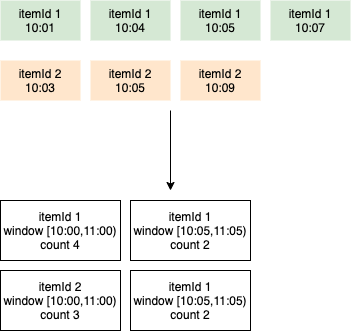 itemId 1
10:01
itemId 1
10:04
itemId 1
10:05
itemId 1
10:07
itemId 2
10:03
itemId 2
10:05
itemId 2
10:09
itemId 1
window [10:00,11:00)
count 4
itemId 1
window [10:05,11:05)
count 2
itemId 2
window [10:00,11:00)
count 3
itemId 1
window [10:05,11:05)
count 2